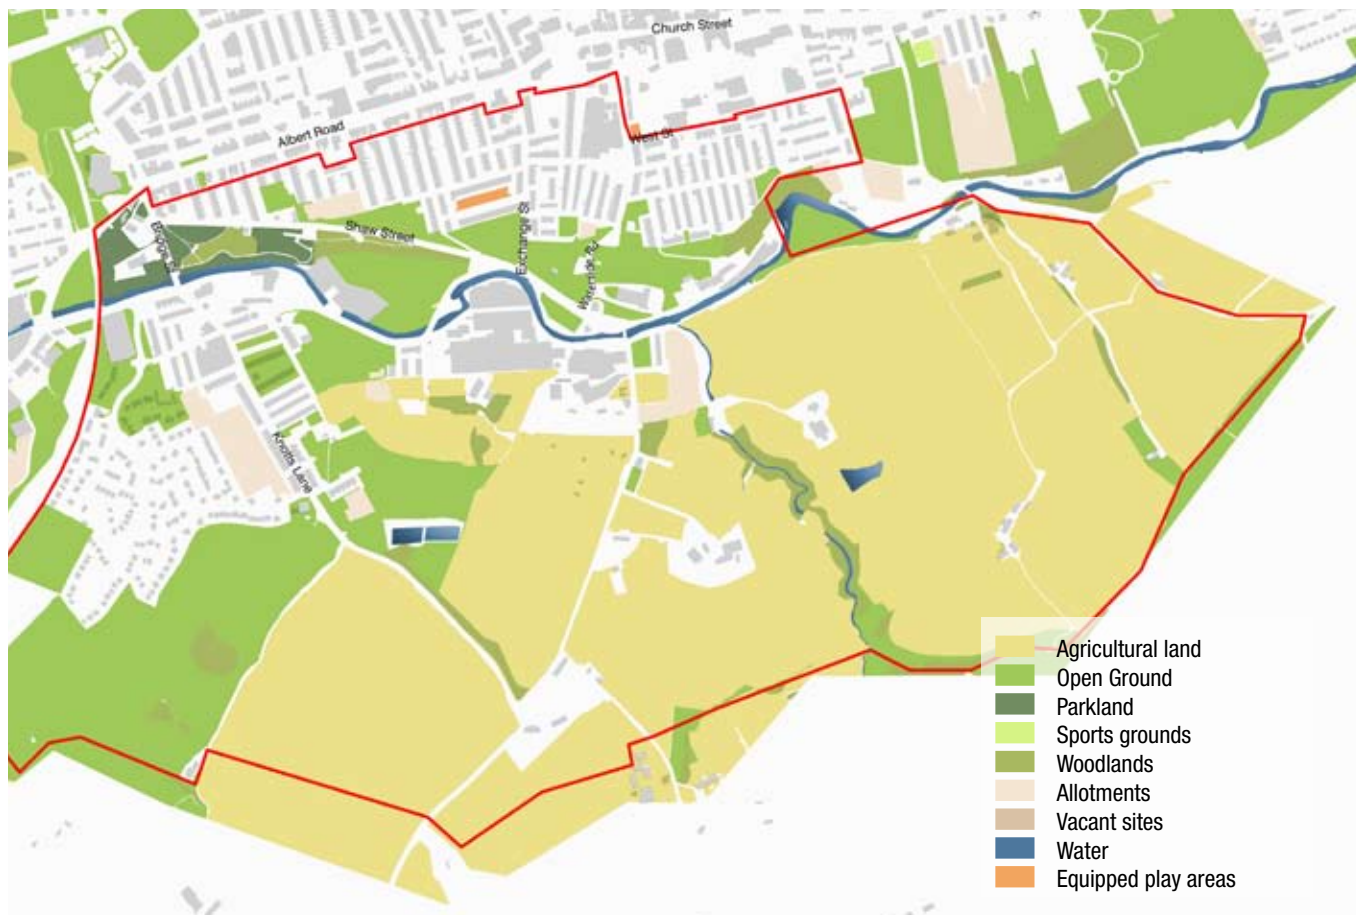 Church Street
Albert Road
West St
Shaw Street
Exchange St
Bridge St
Waterside Rd
Knotts Lane
Agricultural land
Open Ground
Parkland
Sports grounds
Woodlands
Allotments
Vacant sites
Water
Equipped play areas